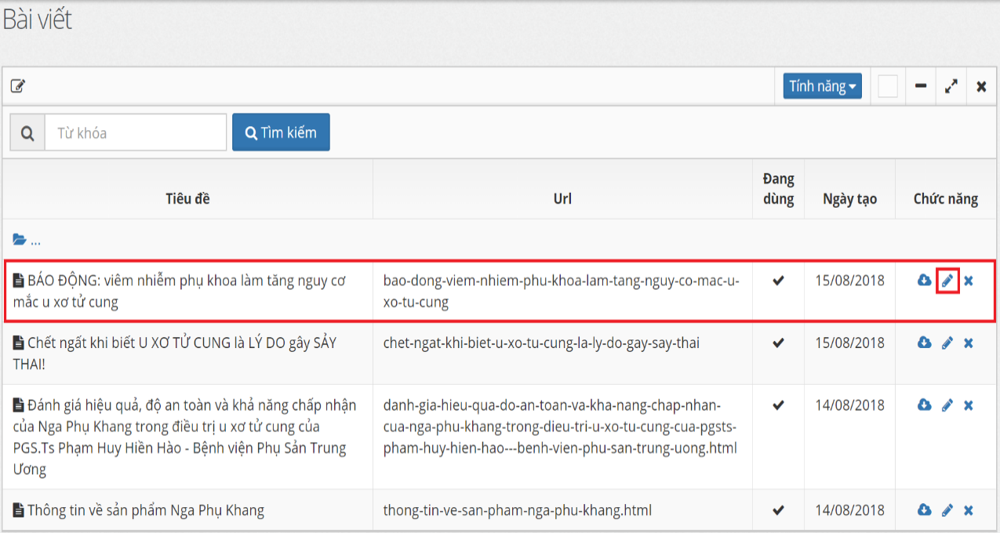 Bài viết
Tính năng
Từ khóa
Tìm kiếm
Tiêu đề
Url
Đang
dùng
Ngày tạo
Chức năng
...
BÁO ĐỘNG: viêm nhiễm phụ khoa làm tăng nguy cơ
mắc u xơ tử cung
bao-dong-viem-nhiem-phu-khoa-lam-tang-nguy-co-mac-u-
xo-tu-cung
15/08/2018
Chết ngất khi biết U XƠ TỬ CUNG là LÝ DO gây SẢY
THAI!
chet-ngat-khi-biet-u-xo-tu-cung-la-ly-do-gay-say-thai
15/08/2018
Đánh giá hiệu quả, độ an toàn và khả năng chấp nhận
của Nga Phụ Khang trong điều trị u xơ tử cung của
PGS.Ts Phạm Huy Hiền Hào - Bệnh viện Phụ Sản Trung
Ương
danh-gia-hieu-qua-do-an-toan-va-kha-nang-chap-nhan-
cua-nga-phu-khang-trong-dieu-tri-u-xo-tu-cung-cua-pgsts-
pham-huy-hien-hao---benh-vien-phu-san-trung-uong.html
14/08/2018
Thông tin về sản phẩm Nga Phụ Khang
thong-tin-ve-san-pham-nga-phu-khang.html
14/08/2018